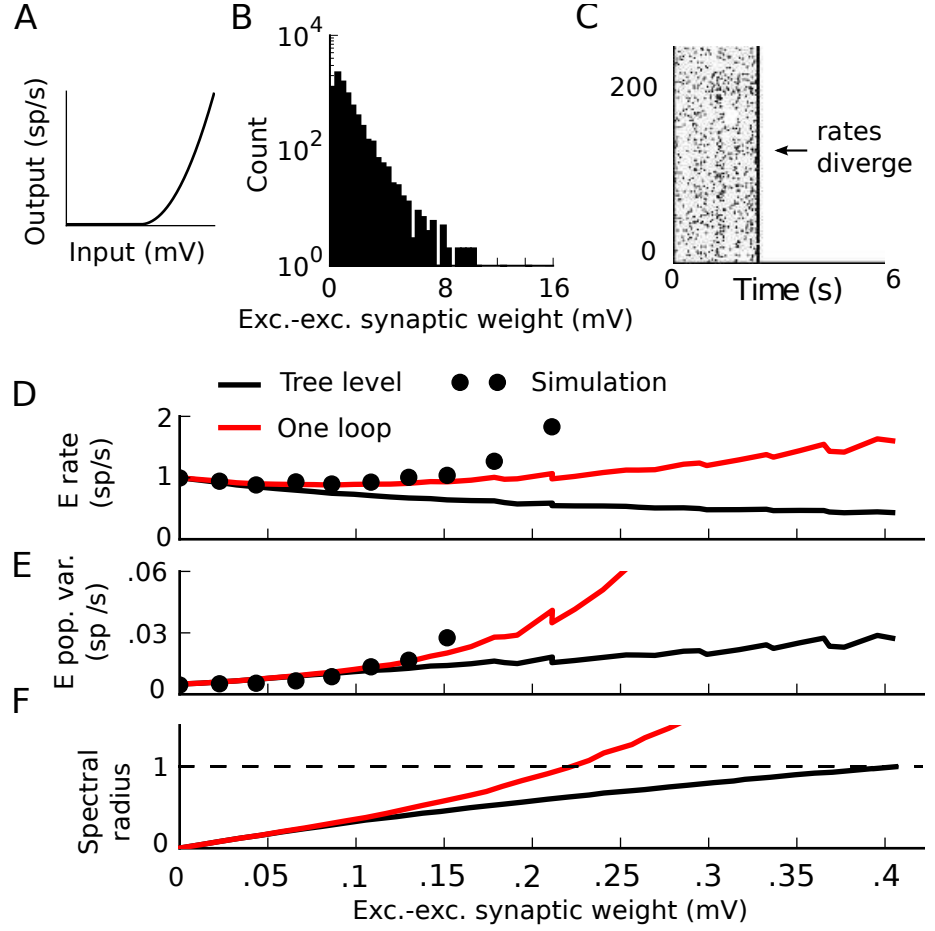 A
Output (sp/s)
Input (mV)
B
Count
10^4
10^2
10^0
0 8 16
Exc.-exc. synaptic weight (mV)
C
200
0
0 6
Time (s)
rates
diverge
Tree level
Simulation
One loop
D
E rate
(sp/s)
2
1
0
E
E pop. var.
(sp /s)
.06
.03
0
F
Spectral
radius
1
0
0 .05 .1 .15 .2 .25 .3 .35 .4
Exc.-exc. synaptic weight (mV)